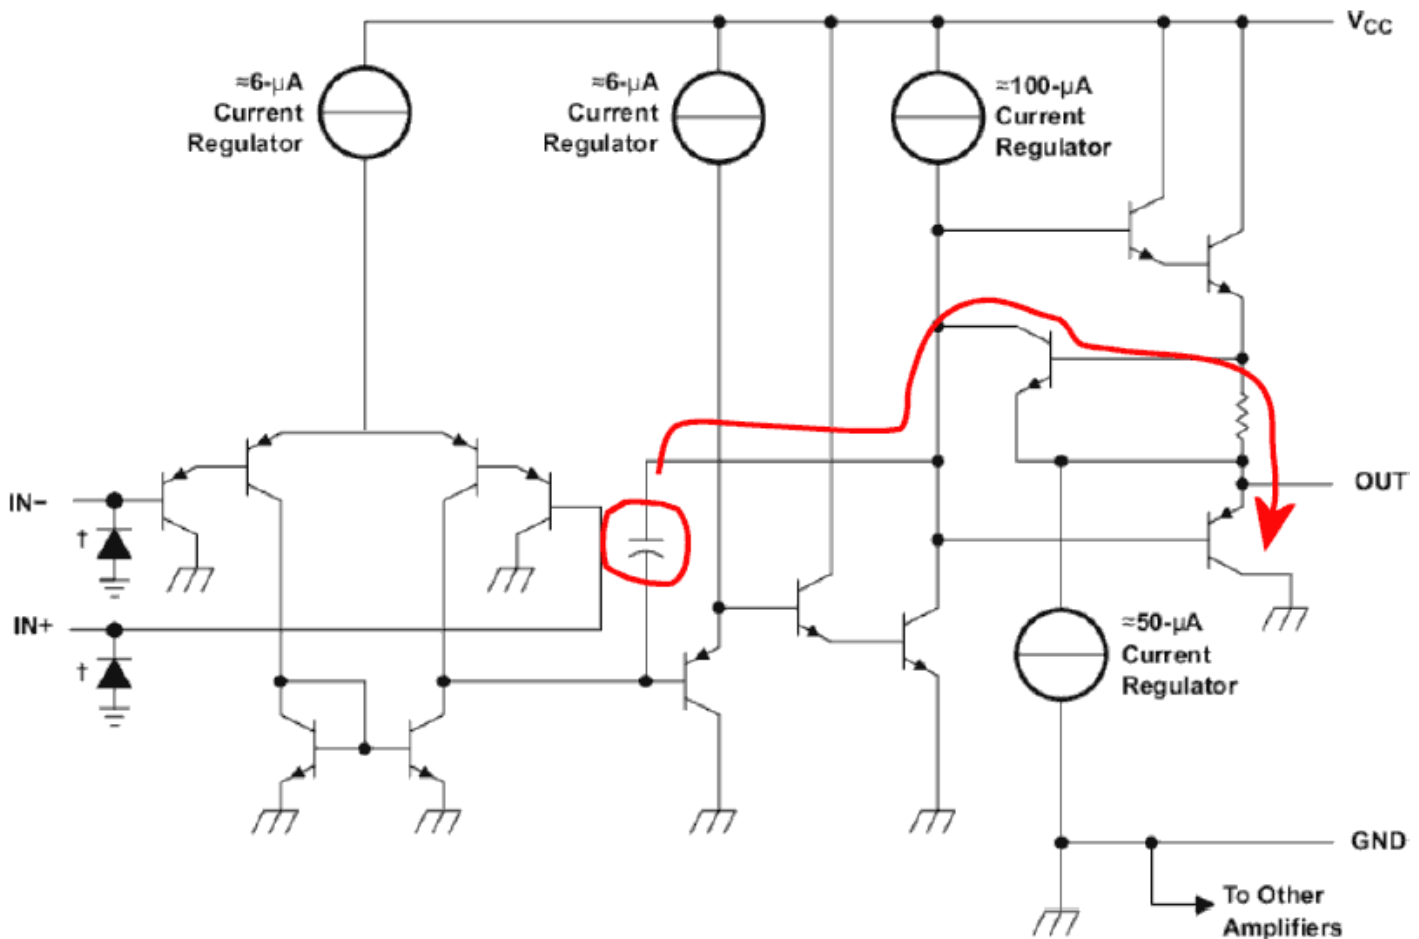 VCC
≈6-µA
Current
Regulator
≈6-µA
Current
Regulator
≈100-µA
Current
Regulator
IN−
†
OUT
IN+
†
≈50-µA
Current
Regulator
GND
To Other
Amplifiers